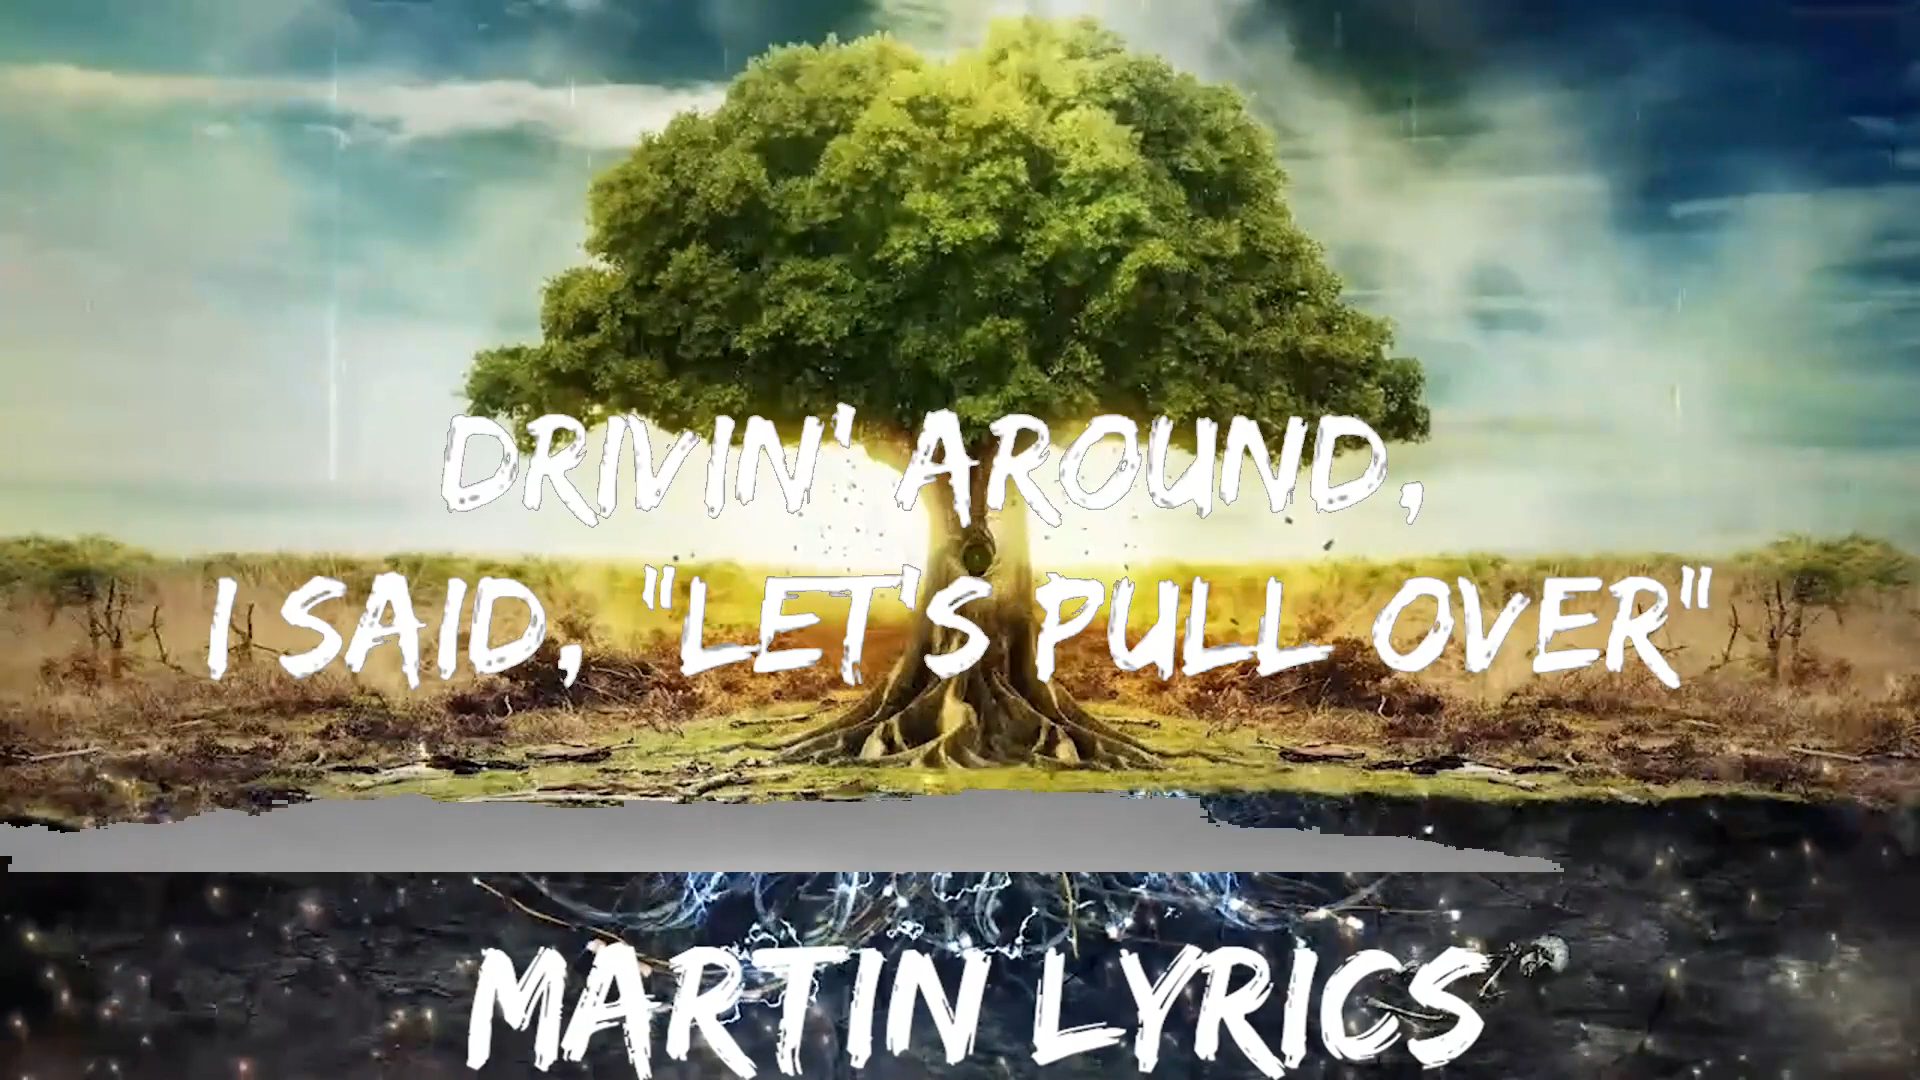 DRIVIN' AROUND,
I SAID, "LET'S PULL OVER"
MARTIN LYRICS